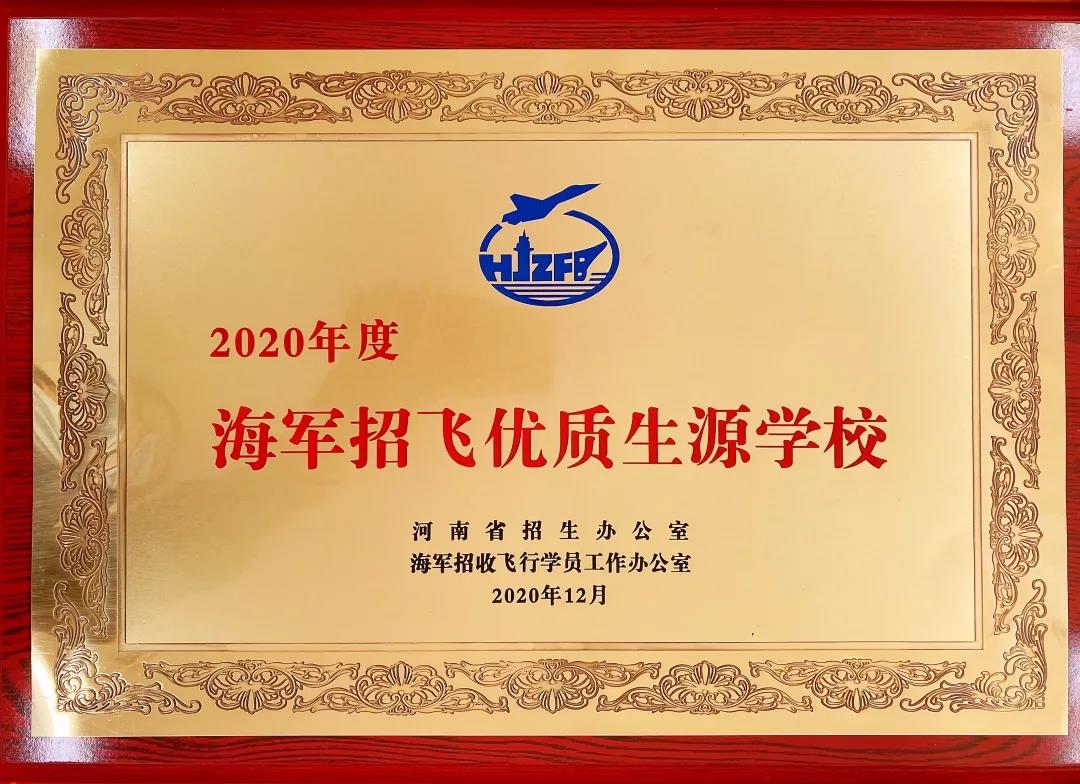 HJZFB
2020年度
海军招飞优质生源学校
河南省招生办公室
海军招收飞行学员工作办公室
2020年12月